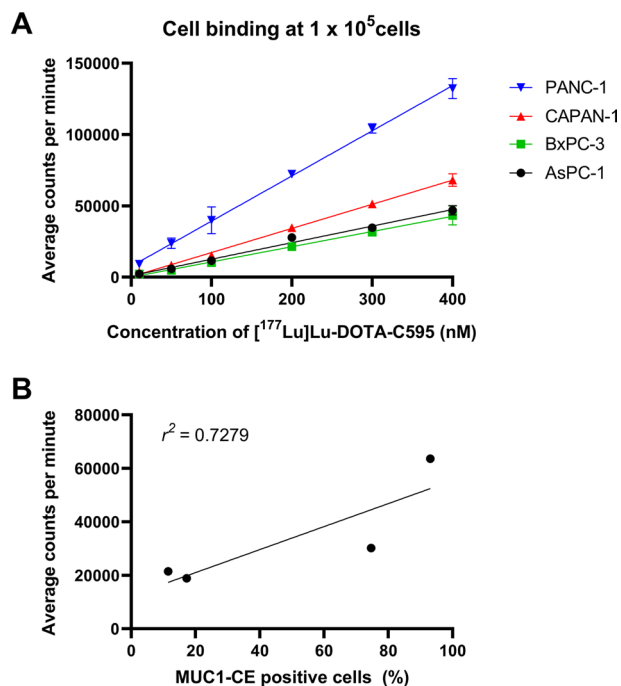 A
Cell binding at 1 x 10⁵cells
Average counts per minute
150000
100000
50000
0
0 100 200 300 400
Concentration of [¹⁷⁷Lu]Lu-DOTA-C595 (nM)
PANC-1
CAPAN-1
BxPC-3
AsPC-1
B
Average counts per minute
80000
60000
40000
20000
0
r² = 0.7279
0 20 40 60 80 100
MUC1-CE positive cells (%)